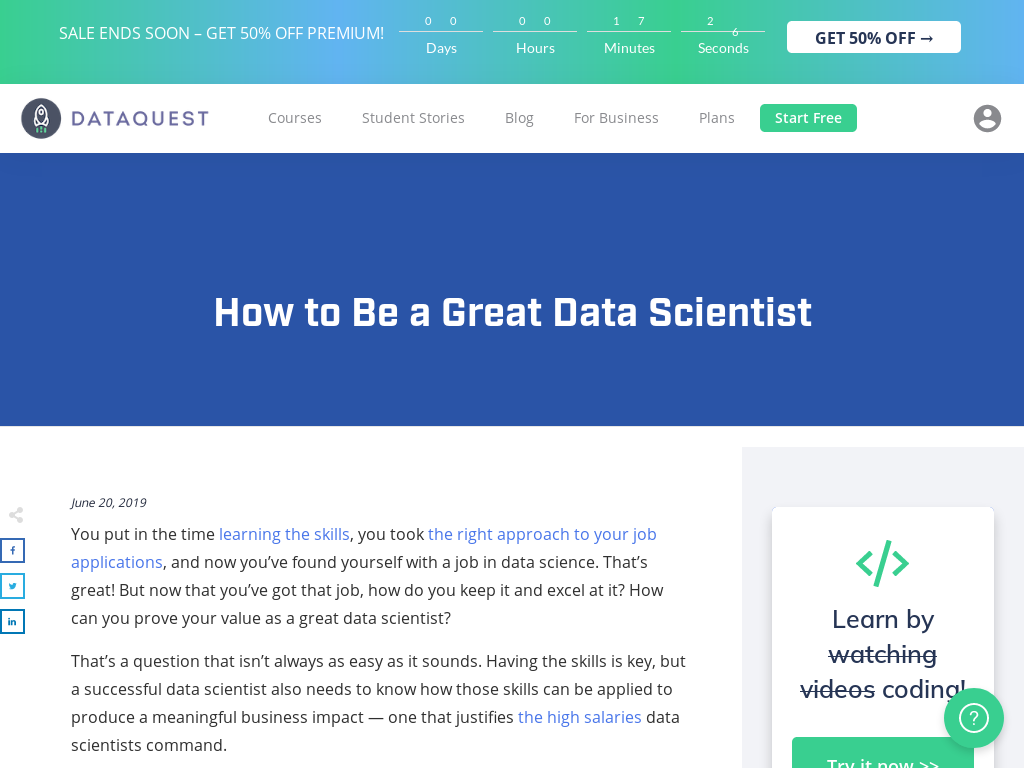 SALE ENDS SOON – GET 50% OFF PREMIUM!
0 0
Days
0 0
Hours
1 7
Minutes
2 6
Seconds
GET 50% OFF →
DATAQUEST
Courses
Student Stories
Blog
For Business
Plans
Start Free
How to Be a Great Data Scientist
June 20, 2019
You put in the time learning the skills, you took the right approach to your job
applications, and now you’ve found yourself with a job in data science. That’s
great! But now that you’ve got that job, how do you keep it and excel at it? How
can you prove your value as a great data scientist?
That’s a question that isn’t always as easy as it sounds. Having the skills is key, but
a successful data scientist also needs to know how those skills can be applied to
produce a meaningful business impact — one that justifies the high salaries data
scientists command.
</>
Learn by
watching
videos coding!
Try it now >>
?
f
in